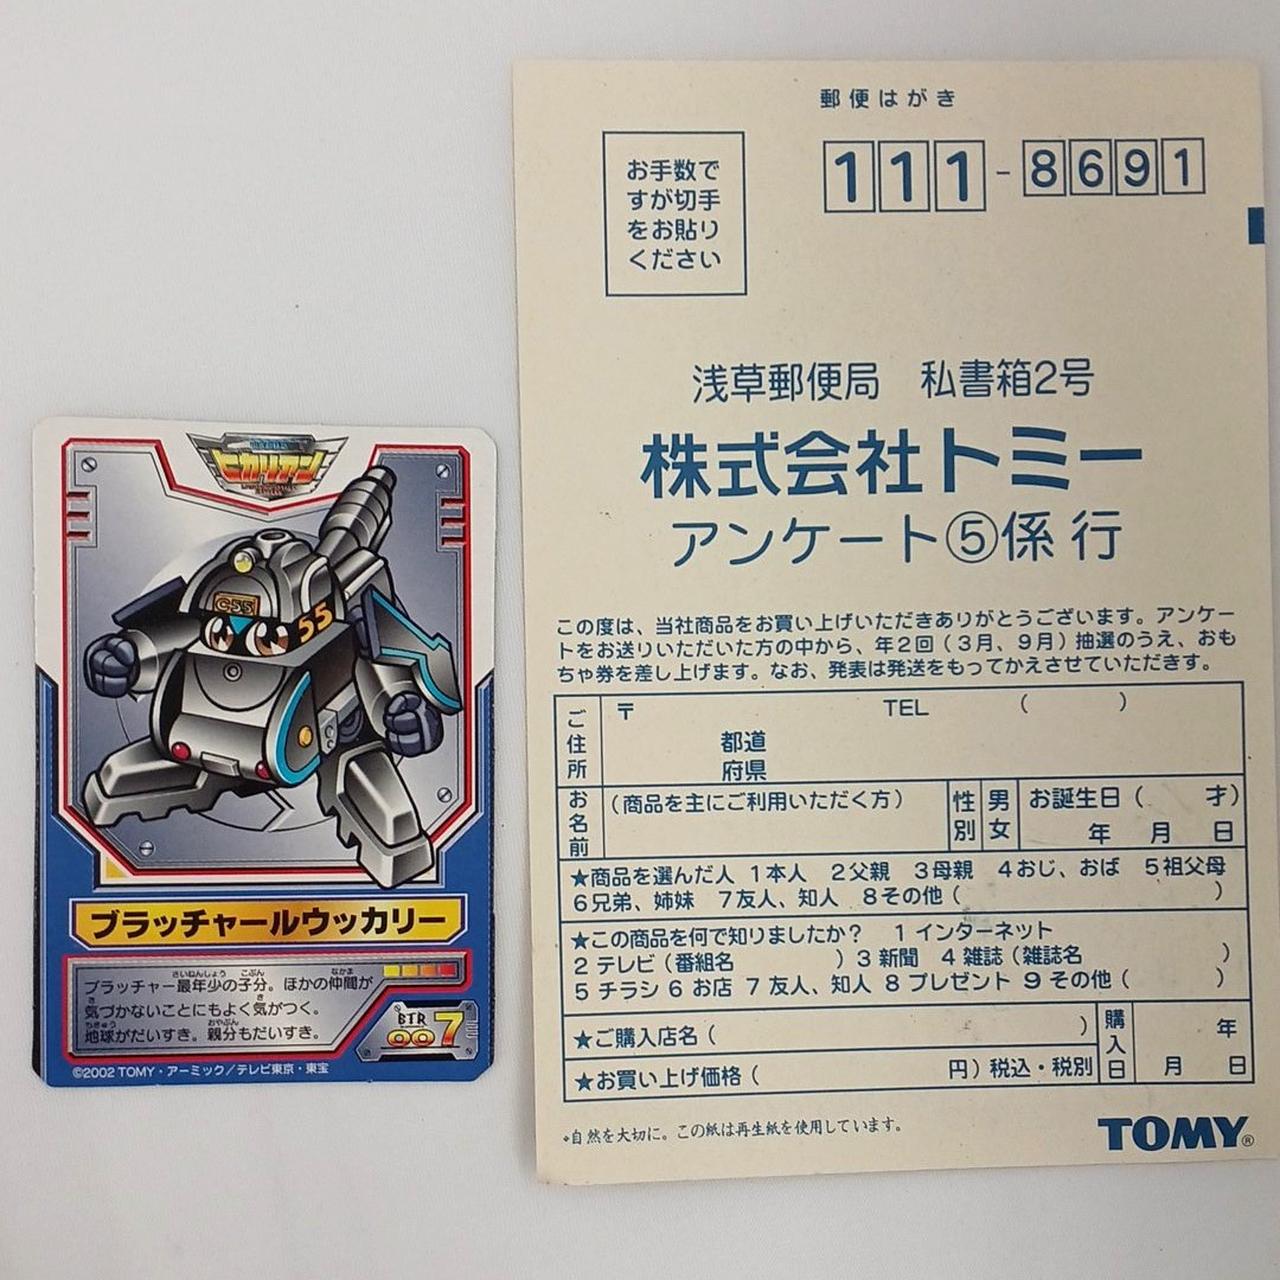 ヒカリアン
C55
55
ブラッチャールウッカリー
ブラッチャー最年少の子分。ほかの仲間が
気づかないことにもよく気がつく。
地球がだいすき。親分もだいすき。
BTR
007
©2002 TOMY・アーミック／テレビ東京・東宝
郵便はがき
お手数で
すが切手
をお貼り
ください
111-8691
浅草郵便局　私書箱2号
株式会社トミー
アンケート⑤係 行
この度は、当社商品をお買い上げいただきありがとうございます。アンケー
トをお送りいただいた方の中から、年2回（3月、9月）抽選のうえ、おも
ちゃ券を差し上げます。なお、発表は発送をもってかえさせていただきます。
ご住所 〒 TEL （ ）
都道
府県
お名前 （商品を主にご利用いただく方） 性別 男女 お誕生日（ 才）
年 月 日
★商品を選んだ人 1本人 2父親 3母親 4おじ、おば 5祖父母
6兄弟、姉妹 7友人、知人 8その他（ ）
★この商品を何で知りましたか？ 1 インターネット
2 テレビ（番組名 ）3 新聞 4 雑誌（雑誌名 ）
5 チラシ 6 お店 7 友人、知人 8 プレゼント 9 その他（ ）
★ご購入店名（ ） 購入日 年
★お買い上げ価格（ 円）税込・税別 月 日
*自然を大切に。この紙は再生紙を使用しています。
TOMY®